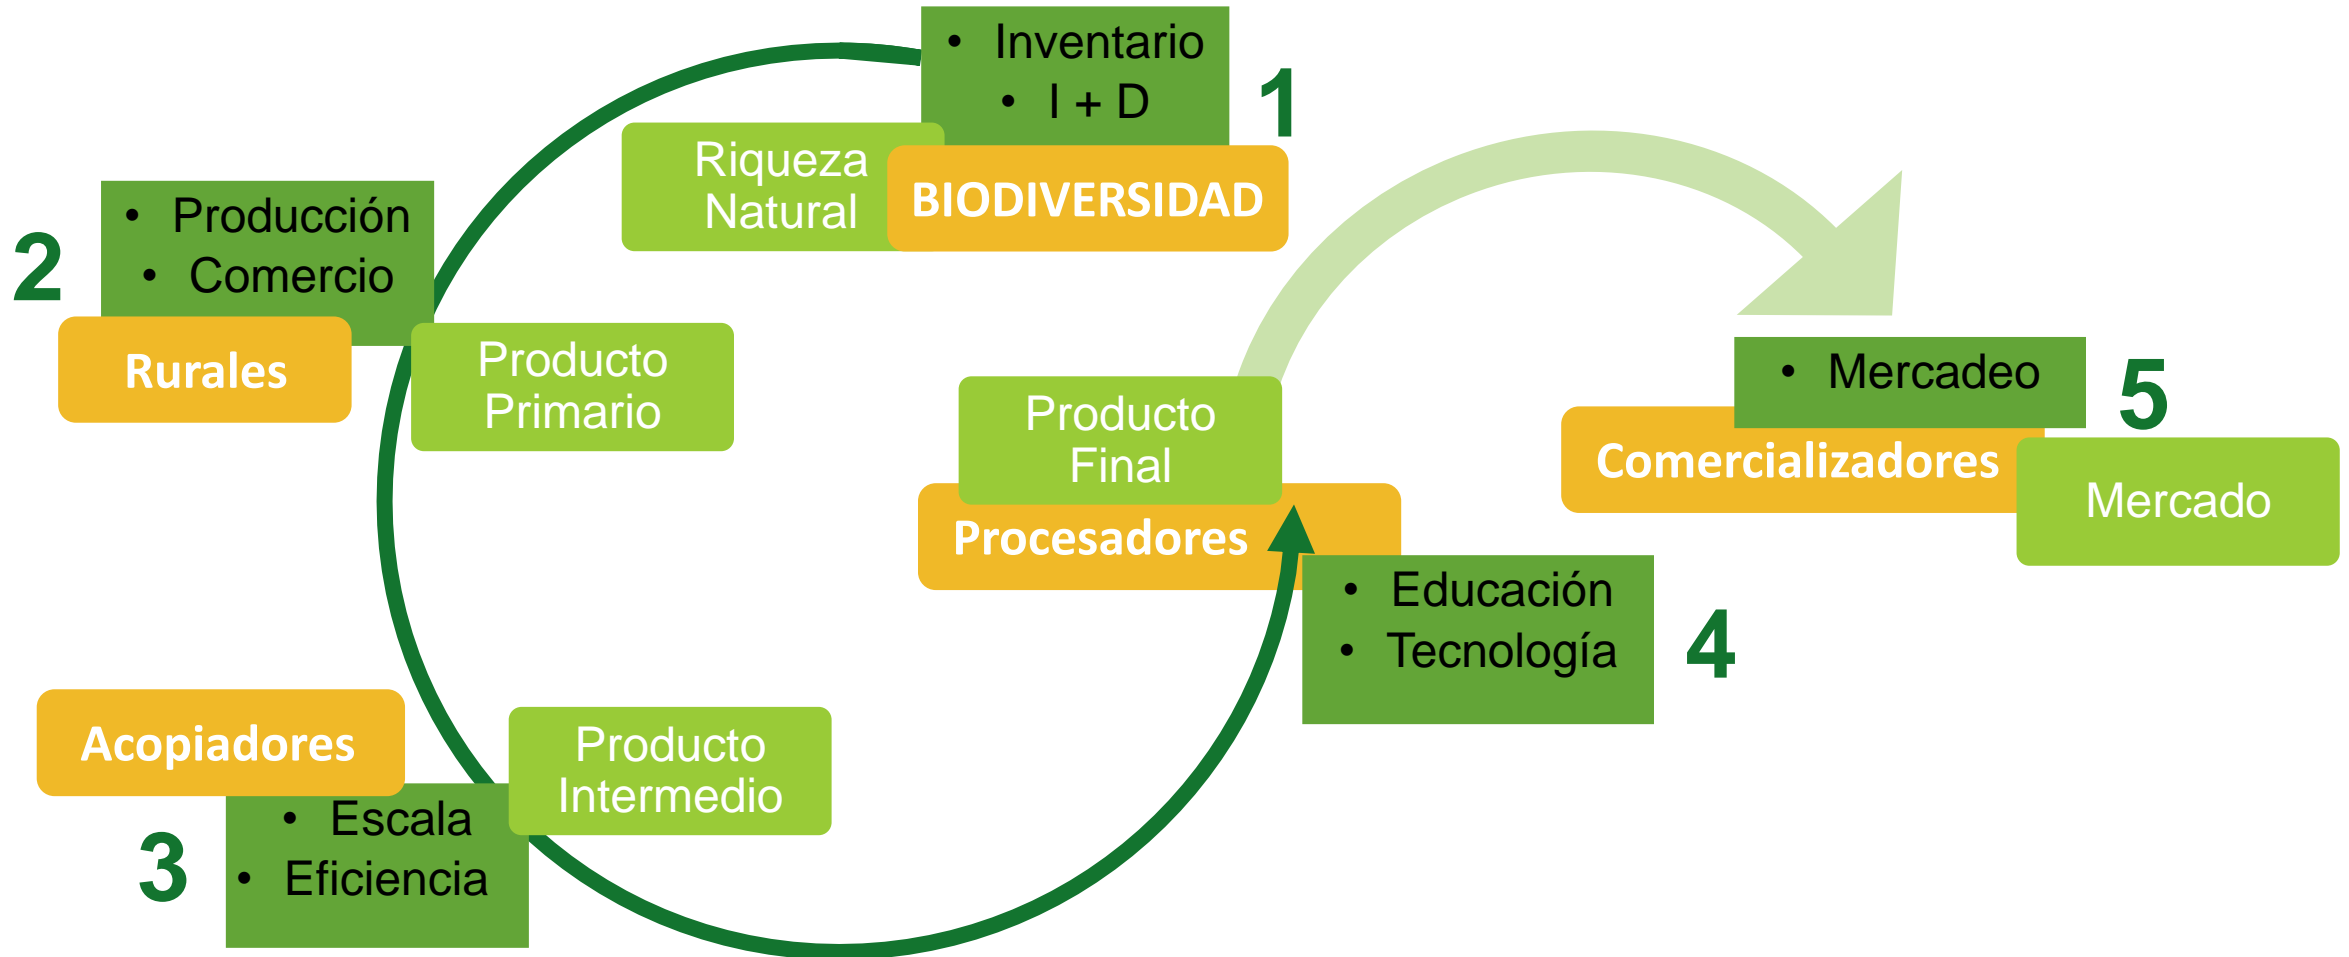 • Inventario
• I + D
1
Riqueza
Natural
BIODIVERSIDAD
• Producción
• Comercio
2
Rurales
Producto
Primario
Acopiadores
Producto
Intermedio
• Escala
• Eficiencia
3
Producto
Final
Procesadores
• Educación
• Tecnología
4
• Mercadeo
5
Comercializadores
Mercado